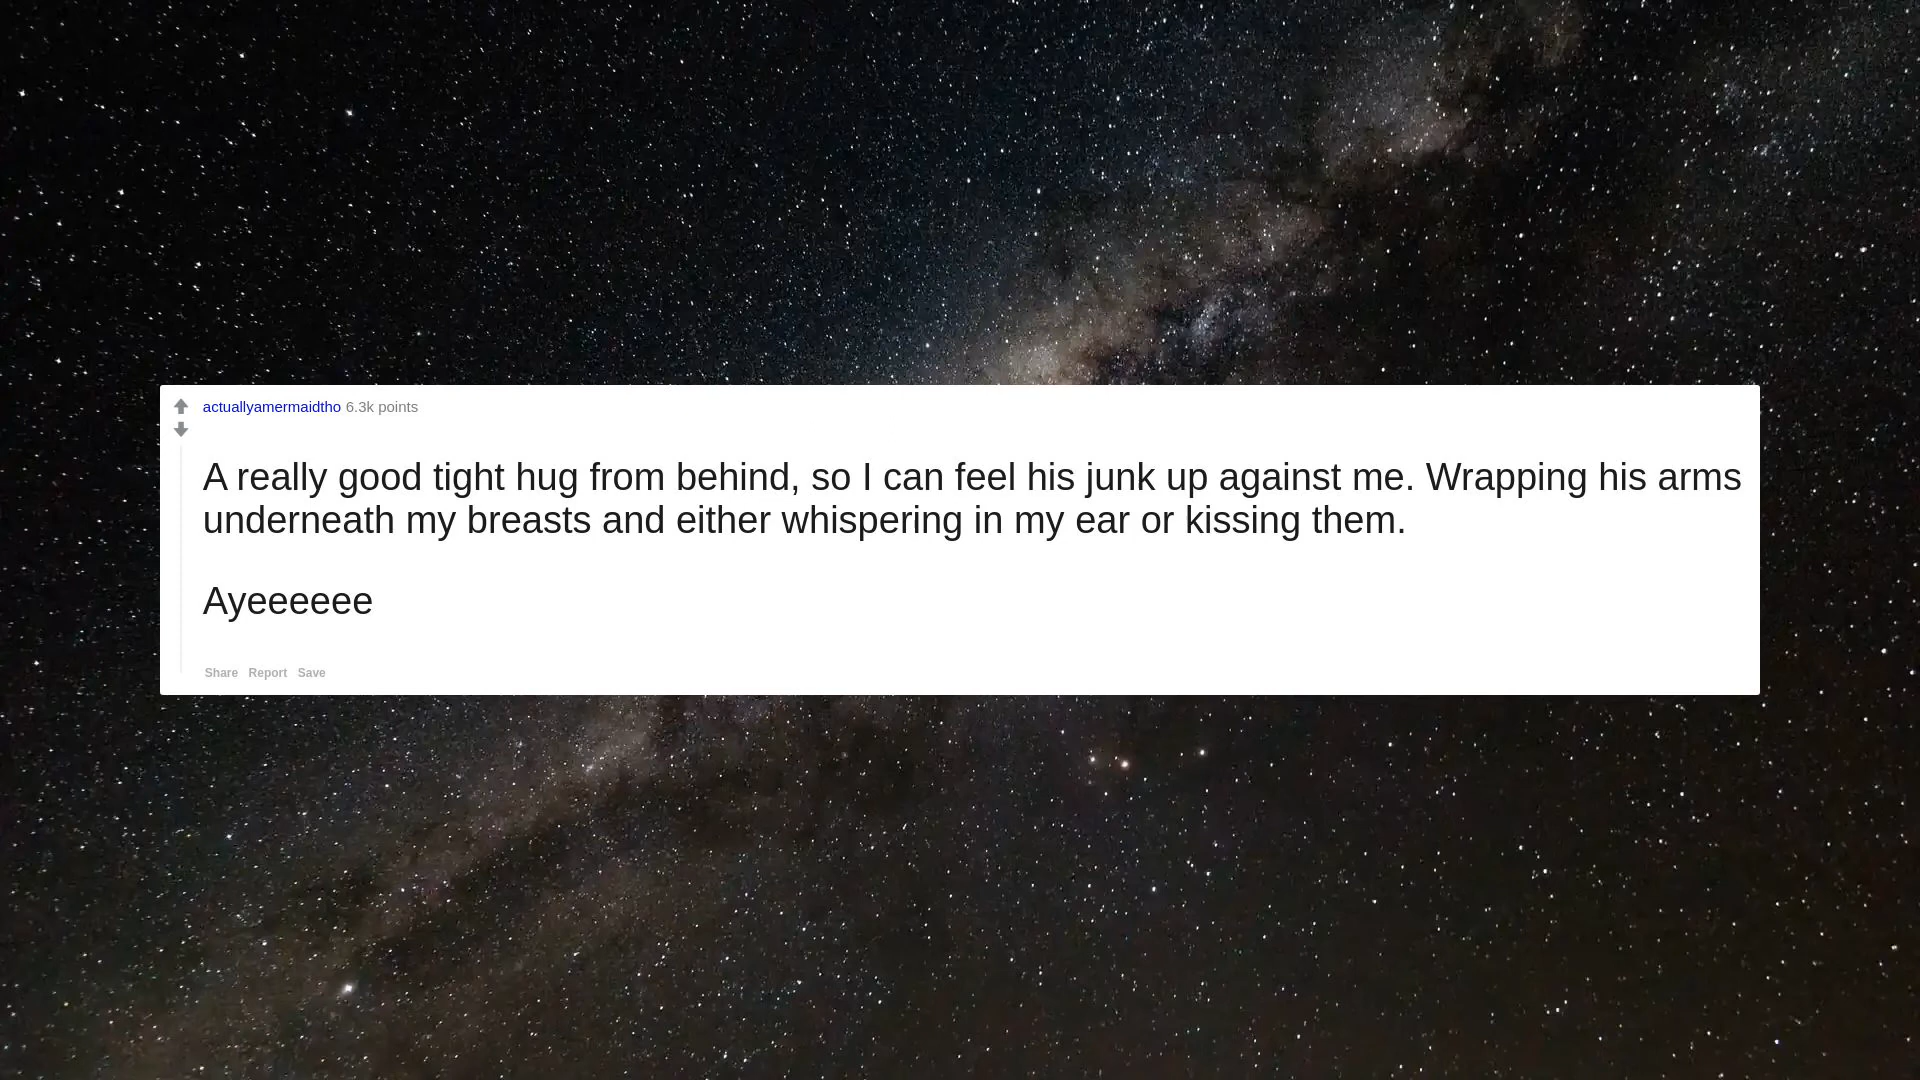 actuallyamermaidtho 6.3k points
A really good tight hug from behind, so I can feel his junk up against me. Wrapping his arms
underneath my breasts and either whispering in my ear or kissing them.
Ayeeeeee
Share Report Save